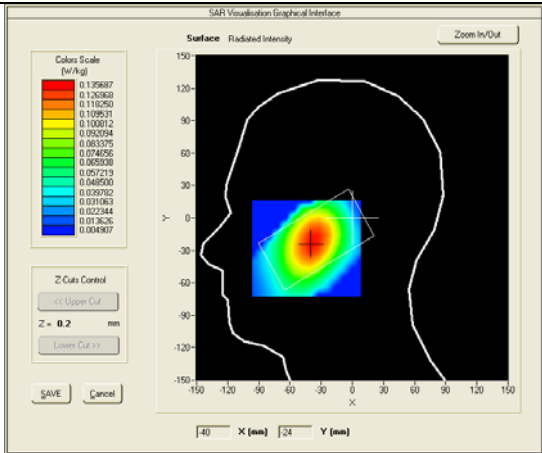 SAR Visualisation Graphical Interface
Surface Radiated Intensity
Zoom In/Out
Colors Scale
(W/kg)
0.135687
0.126968
0.118250
0.109531
0.100812
0.092094
0.083375
0.074656
0.065938
0.057219
0.048500
0.039782
0.031063
0.022344
0.013626
0.004907
Z Cuts Control
<< Upper Cut
Z = 0.2 mm
Lower Cut >>
SAVE Cancel
150-
120-
90-
60-
30-
0-
-30-
-60-
-90-
-120-
-150-
Y
-150 -120 -90 -60 -30 0 30 60 90 120 150
X
-40 X (mm) -24 Y (mm)